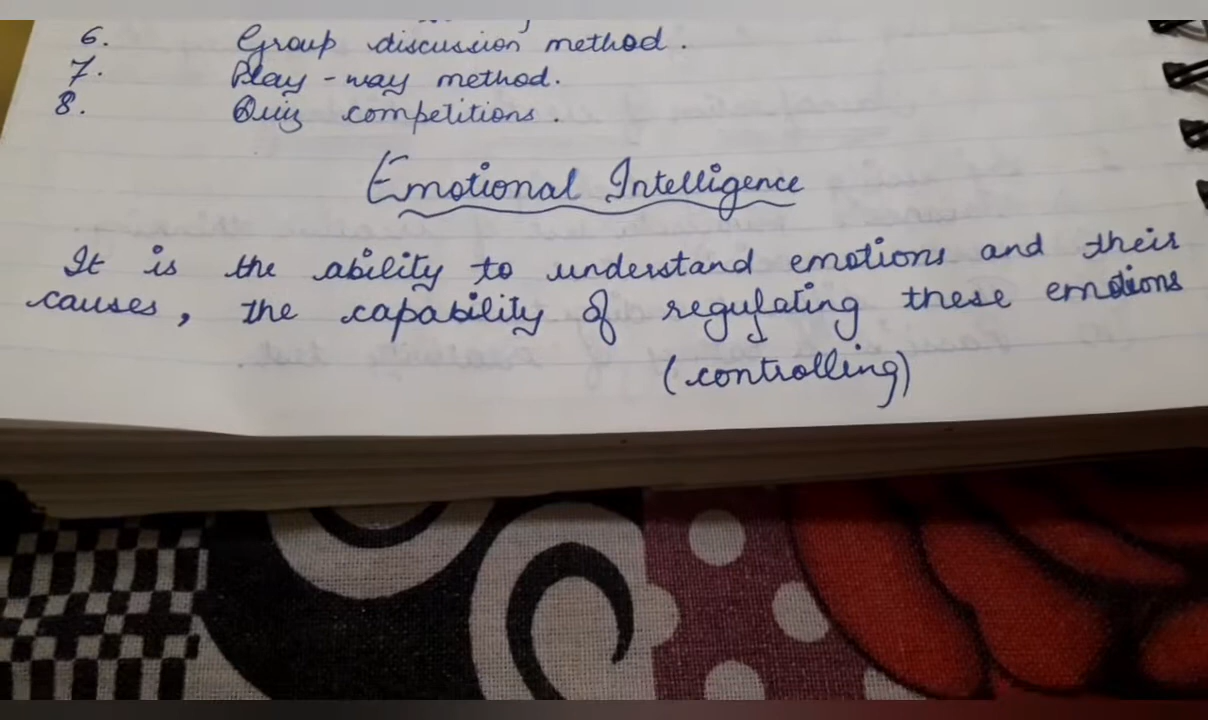 6. Group discussion method.
7. Play-way method.
8. Quiz competitions.
Emotional Intelligence
It is the ability to understand emotions and their
causes, the capability of regulating these emotions
(controlling)